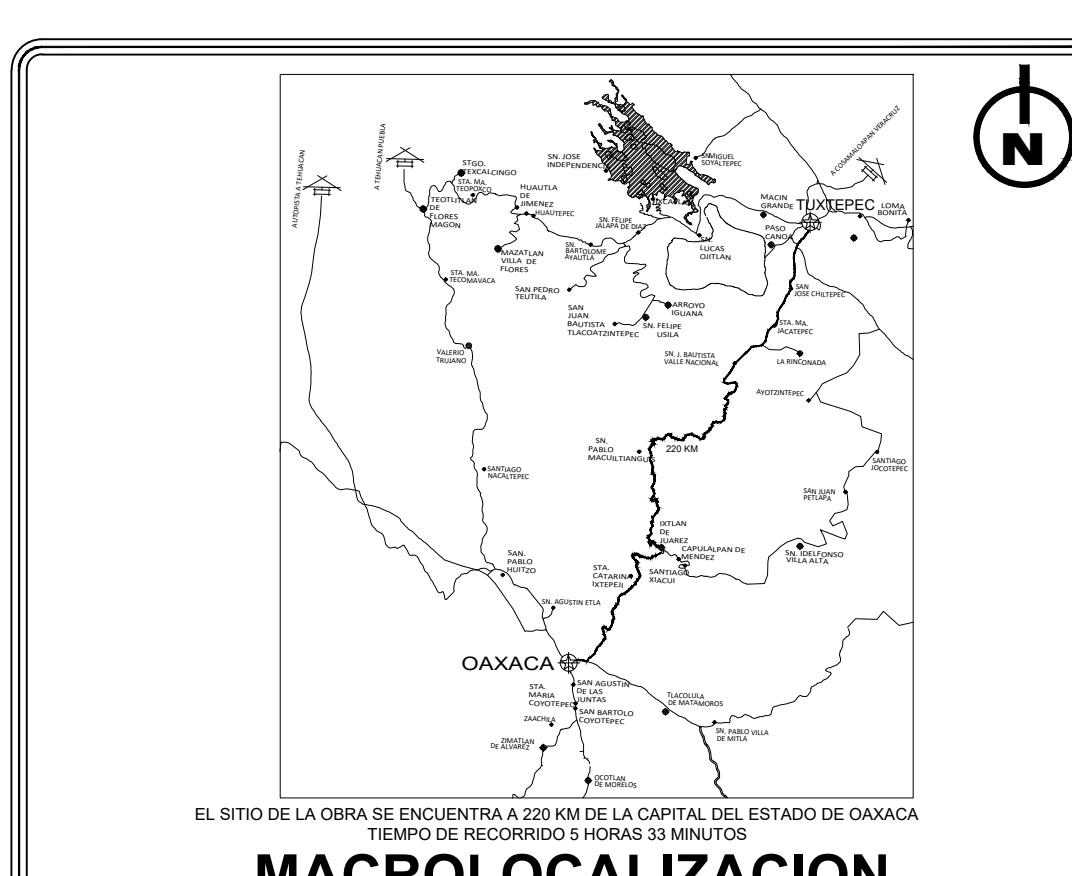 N
AUTOPISTA A TEHUACAN
A TEHUACAN PUEBLA
A COSAMALOAPAN VERACRUZ
STGO.
TEXCALCINGO
STA. MA.
TEOPOXCO
TEOTITLAN
DE
FLORES
MAGON
HUAUTLA
DE
JIMENEZ
HUAUTEPEC
MAZATLAN
VILLA DE
FLORES
SN. JOSE
INDEPENDENC
SN.MIGUEL
SOYALTEPEC
SN. FELIPE
JALAPA DE DIAZ
SN.
BARTOLOME
AYAUTLA
SN.
LUCAS
OJITLAN
MACIN
GRANDE
TUXTEPEC
LOMA
BONITA
PASO
CANOA
STA. MA.
TECOMAVACA
SAN PEDRO
TEUTILA
SAN
JUAN
BAUTISTA
TLACOATZINTEPEC
ARROYO
IGUANA
SN. FELIPE
USILA
SAN
JOSE CHILTEPEC
STA. MA.
JACATEPEC
SN. J. BAUTISTA
VALLE NACIONAL
LA RINCONADA
VALERIO
TRUJANO
AYOTZINTEPEC
SN.
PABLO
MACUILTIANGUIS
220 KM
SANTIAGO
NACALTEPEC
SANTIAGO
JOCOTEPEC
SAN JUAN
PETLAPA
IXTLAN
DE
JUAREZ
CAPULALPAN DE
MENDEZ
SANTIAGO
XIACUI
SN. IDELFONSO
VILLA ALTA
SAN.
PABLO
HUITZO
STA.
CATARINA
IXTEPEJI
SN. AGUSTIN ETLA
OAXACA
STA.
MARIA
COYOTEPEC
SAN AGUSTIN
DE LAS
JUNTAS
SAN BARTOLO
COYOTEPEC
TLACOLULA
DE MATAMOROS
SN. PABLO VILLA
DE MITLA
ZAACHILA
ZIMATLAN
DE ALVAREZ
OCOTLAN
DE MORELOS
EL SITIO DE LA OBRA SE ENCUENTRA A 220 KM DE LA CAPITAL DEL ESTADO DE OAXACA
TIEMPO DE RECORRIDO 5 HORAS 33 MINUTOS
MACROLOCALIZACION